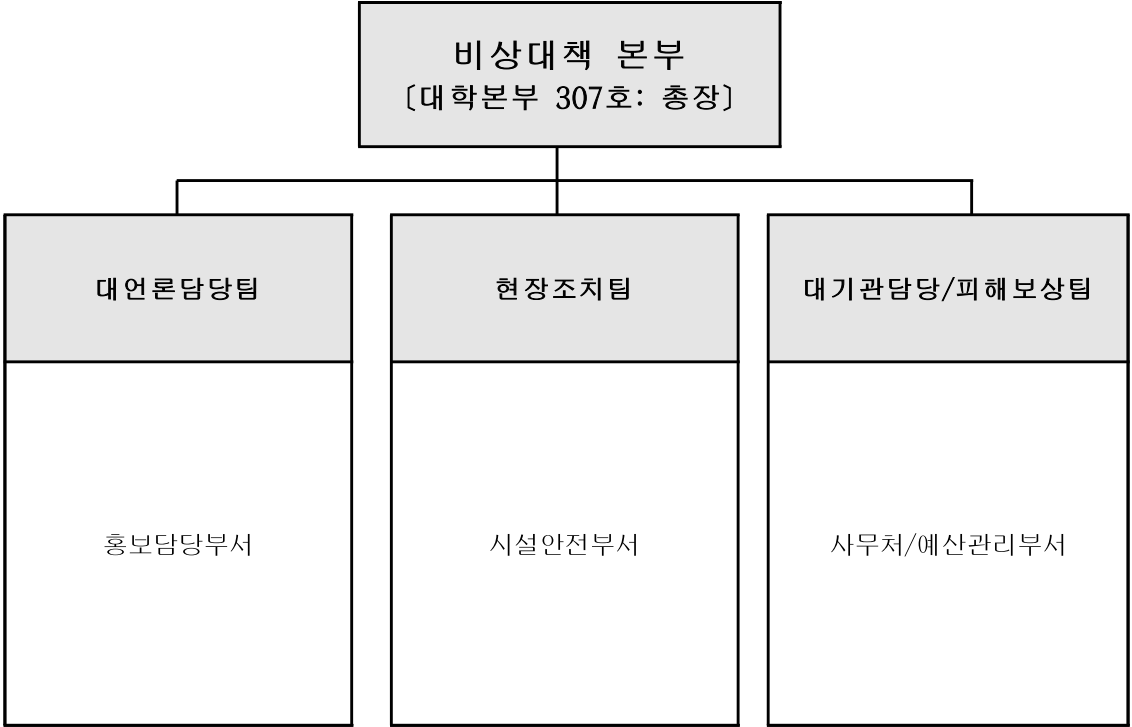 비상대책 본부
〔대학본부 307호: 총장〕
대언론담당팀
현장조치팀
대기관담당/피해보상팀
홍보담당부서
시설안전부서
사무처/예산관리부서